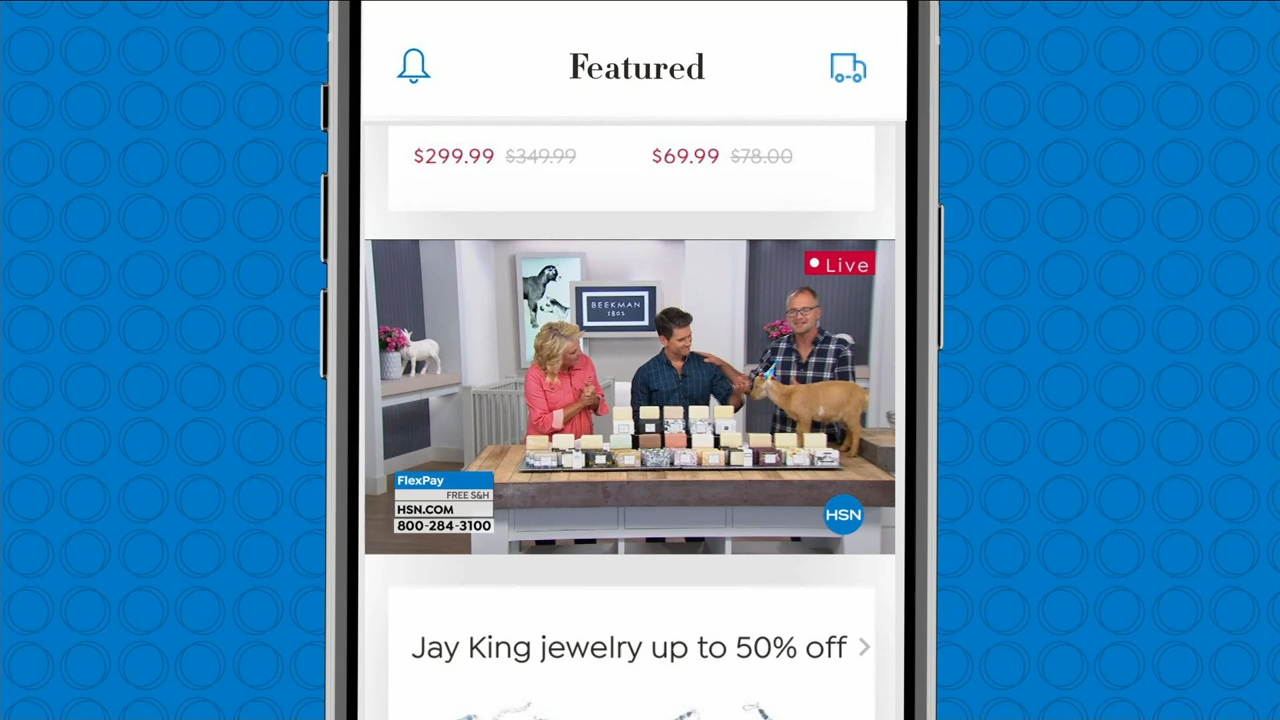 Featured
$299.99 $349.99 $69.99 $78.00
Live
BEEKMAN
1802
FlexPay
FREE S&H
HSN.COM
800-284-3100
HSN
Jay King jewelry up to 50% off